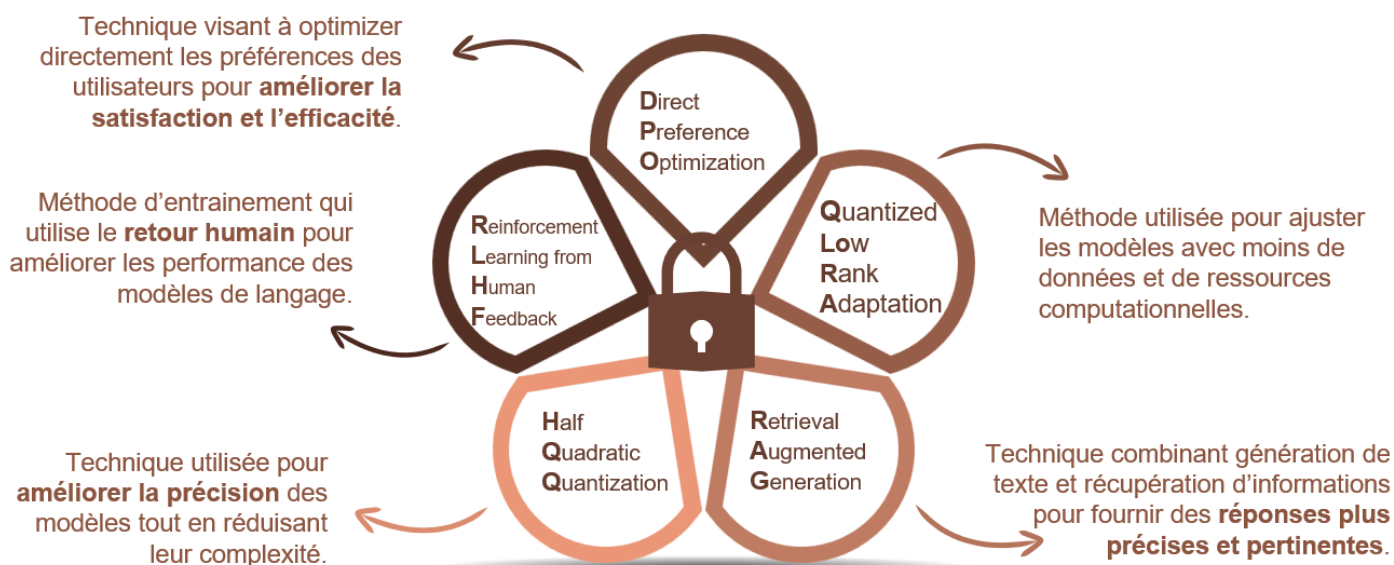 Technique visant à optimizer
directement les préférences des
utilisateurs pour améliorer la
satisfaction et l'efficacité.
Direct
Preference
Optimization
Méthode d'entrainement qui
utilise le retour humain pour
améliorer les performance des
modèles de langage.
Reinforcement
Learning from
Human
Feedback
Quantized
Low
Rank
Adaptation
Méthode utilisée pour ajuster
les modèles avec moins de
données et de ressources
computationnelles.
Technique utilisée pour
améliorer la précision des
modèles tout en réduisant
leur complexité.
Half
Quadratic
Quantization
Retrieval
Augmented
Generation
Technique combinant génération de
texte et récupération d'informations
pour fournir des réponses plus
précises et pertinentes.